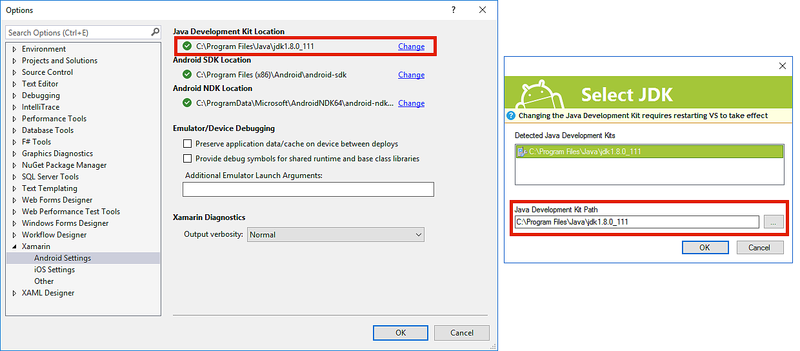 Options
Search Options (Ctrl+E)
Environment
Projects and Solutions
Source Control
Text Editor
Debugging
IntelliTrace
Performance Tools
Database Tools
F# Tools
Graphics Diagnostics
NuGet Package Manager
SQL Server Tools
Text Templating
Web Forms Designer
Web Performance Test Tools
Windows Forms Designer
Workflow Designer
Xamarin
Android Settings
iOS Settings
Other
XAML Designer
Java Development Kit Location
C:\Program Files\Java\jdk1.8.0_111 Change
Android SDK Location
C:\Program Files (x86)\Android\android-sdk Change
Android NDK Location
C:\ProgramData\Microsoft\AndroidNDK64\android-ndk... Change
Emulator/Device Debugging
Preserve application data/cache on device between deploys
Provide debug symbols for shared runtime and base class libraries
Additional Emulator Launch Arguments:
Xamarin Diagnostics
Output verbosity: Normal
OK Cancel
Select JDK
Changing the Java Development Kit requires restarting VS to take effect
Detected Java Development Kits
C:\Program Files\Java\jdk1.8.0_111
Java Development Kit Path
C:\Program Files\Java\jdk1.8.0_111 ...
OK Cancel